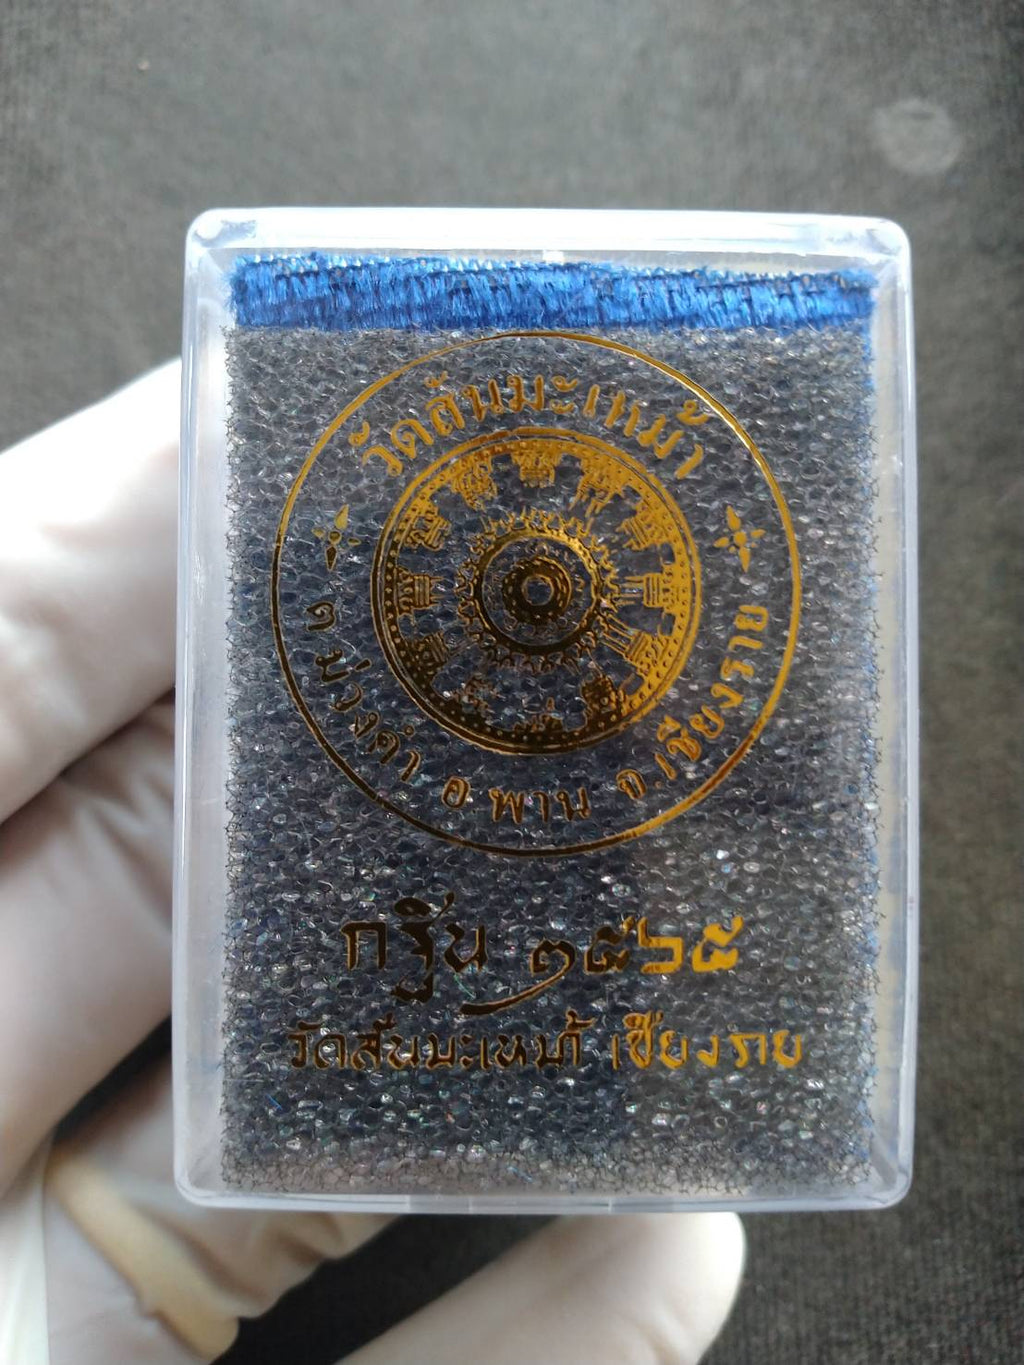 วัดสันมะเหม้า
ต.ม่วงคำ อ.พาน จ.เชียงราย
กฐิน ๒๕๖๕
วัดสันมะเหม้า เชียงราย